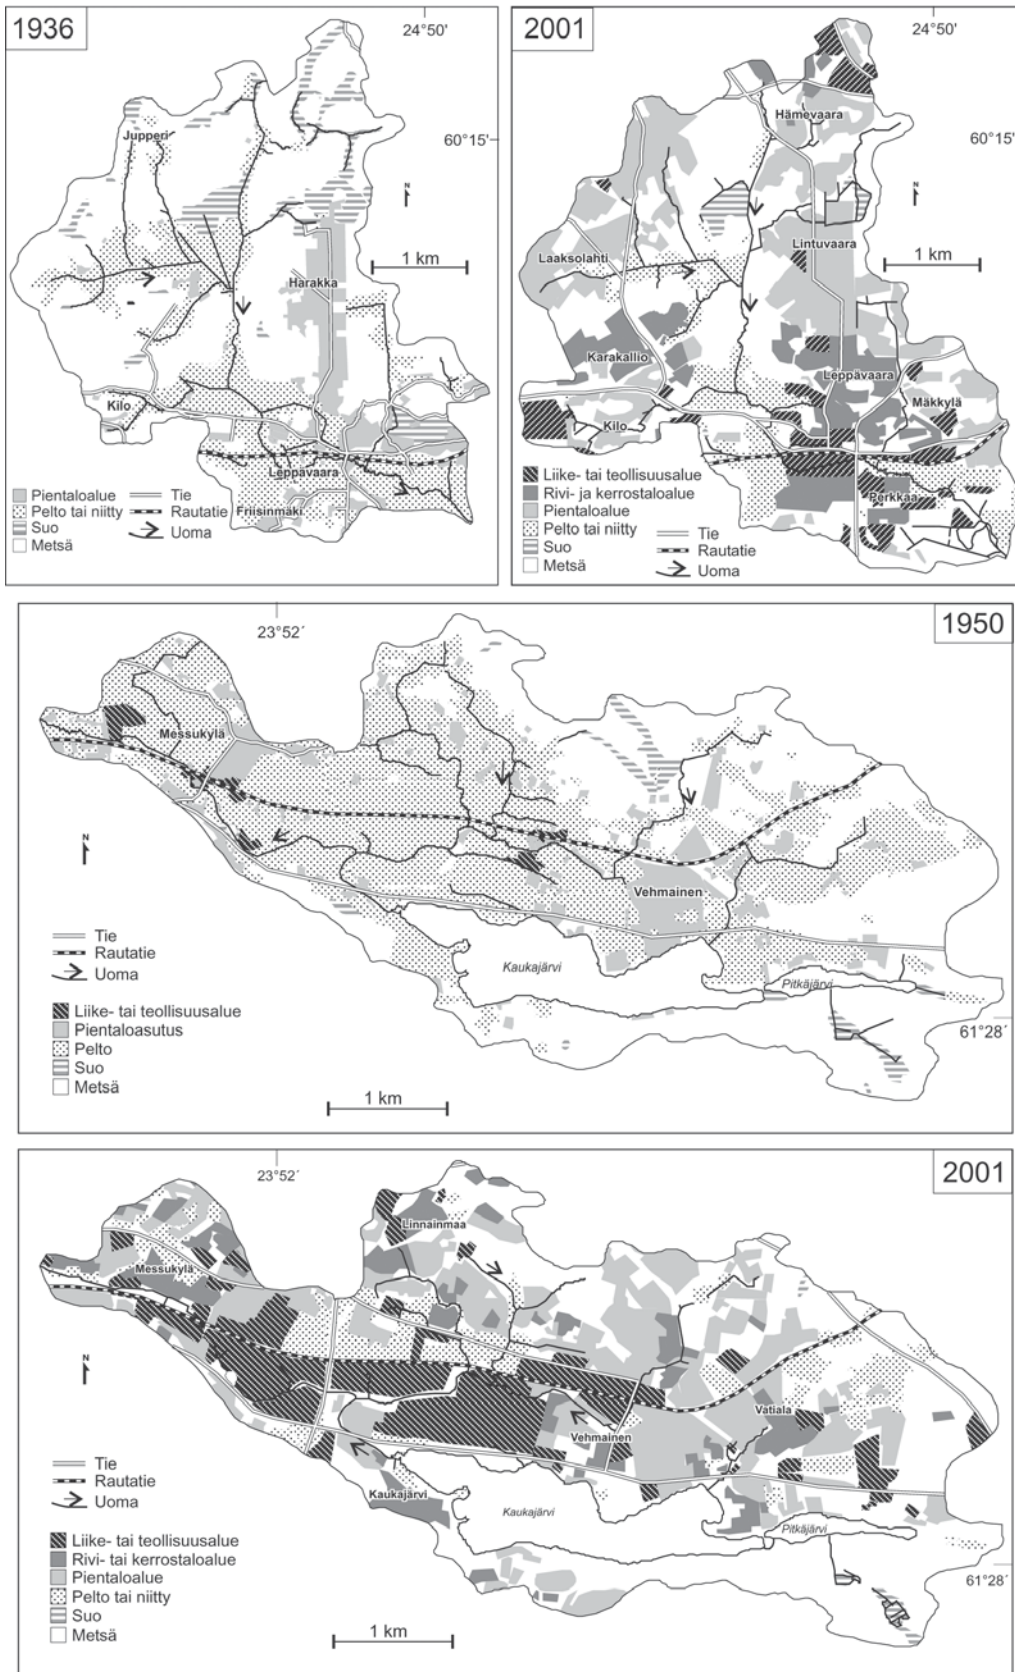 1936
24°50'
60°15'
Jupperi
N
1 km
Harakka
Kilo
Leppävaara
Friisinmäki
Pientaloalue
Pelto tai niitty
Suo
Metsä
Tie
Rautatie
Uoma
2001
24°50'
60°15'
Hämevaara
N
Lintuvaara
Laaksolahti
1 km
Karakallio
Leppävaara
Mäkkylä
Kilo
Perkkaa
Liike- tai teollisuusalue
Rivi- ja kerrostaloalue
Pientaloalue
Pelto tai niitty
Suo
Metsä
Tie
Rautatie
Uoma
1950
23°52´
Messukylä
N
Vehmainen
Kaukajärvi
Pitkäjärvi
61°28´
Tie
Rautatie
Uoma
Liike- tai teollisuusalue
Pientaloasutus
Pelto
Suo
Metsä
1 km
2001
23°52´
Linnainmaa
Messukylä
N
Vatiala
Vehmainen
Kaukajärvi
Kaukajärvi
Pitkäjärvi
61°28´
Tie
Rautatie
Uoma
Liike- tai teollisuusalue
Rivi- tai kerrostaloalue
Pientaloalue
Pelto tai niitty
Suo
Metsä
1 km